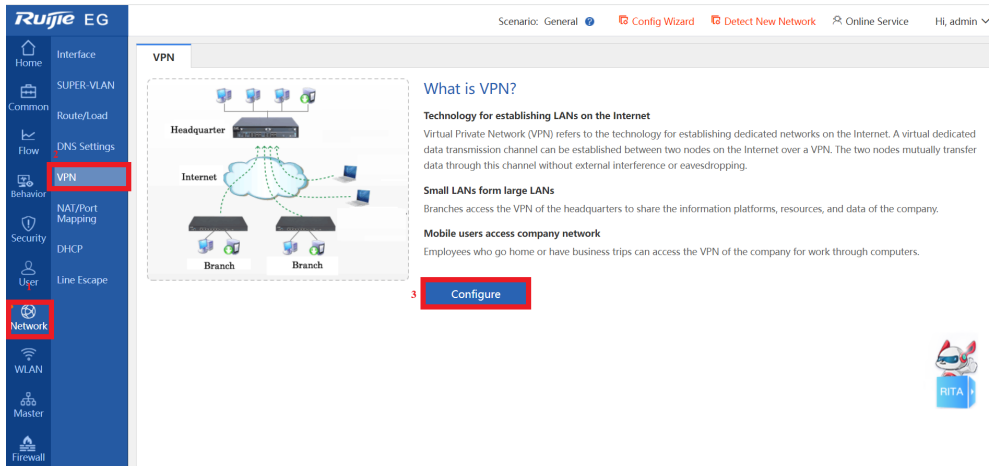 Ruijie EG
Scenario: General ?
Config Wizard
Detect New Network
Online Service
Hi, admin
Home
Common
Flow
Behavior
Security
User
1
Network
WLAN
Master
Firewall
Interface
SUPER-VLAN
Route/Load
DNS Settings
2
VPN
NAT/Port
Mapping
DHCP
Line Escape
VPN
Headquarter
Internet
Branch
Branch
What is VPN?
Technology for establishing LANs on the Internet
Virtual Private Network (VPN) refers to the technology for establishing dedicated networks on the Internet. A virtual dedicated
data transmission channel can be established between two nodes on the Internet over a VPN. The two nodes mutually transfer
data through this channel without external interference or eavesdropping.
Small LANs form large LANs
Branches access the VPN of the headquarters to share the information platforms, resources, and data of the company.
Mobile users access company network
Employees who go home or have business trips can access the VPN of the company for work through computers.
3
Configure
RITA